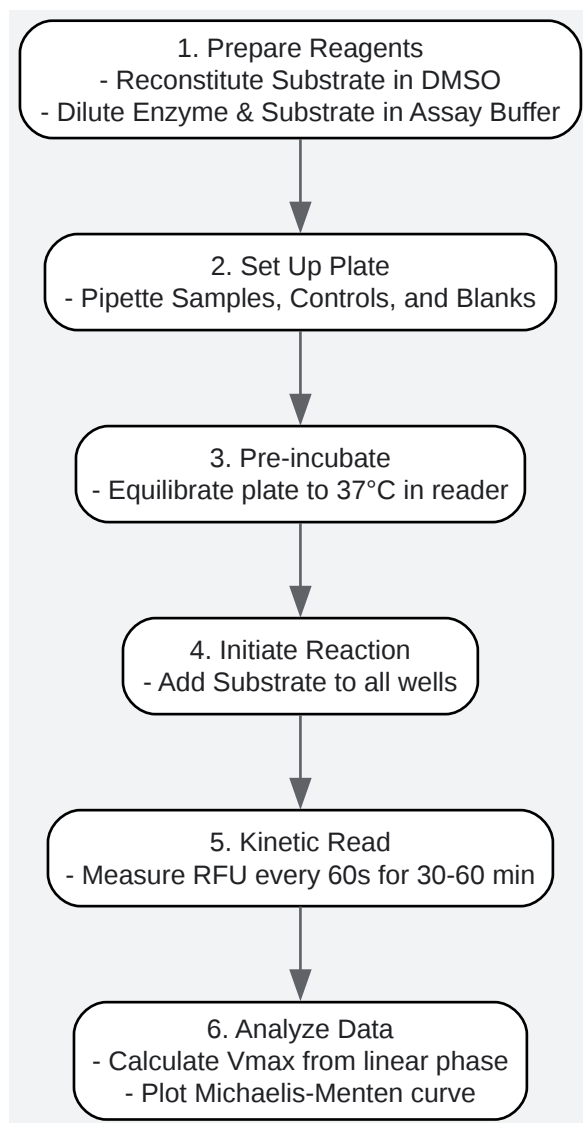 1. Prepare Reagents
- Reconstitute Substrate in DMSO
- Dilute Enzyme & Substrate in Assay Buffer
2. Set Up Plate
- Pipette Samples, Controls, and Blanks
3. Pre-incubate
- Equilibrate plate to 37°C in reader
4. Initiate Reaction
- Add Substrate to all wells
5. Kinetic Read
- Measure RFU every 60s for 30-60 min
6. Analyze Data
- Calculate Vmax from linear phase
- Plot Michaelis-Menten curve